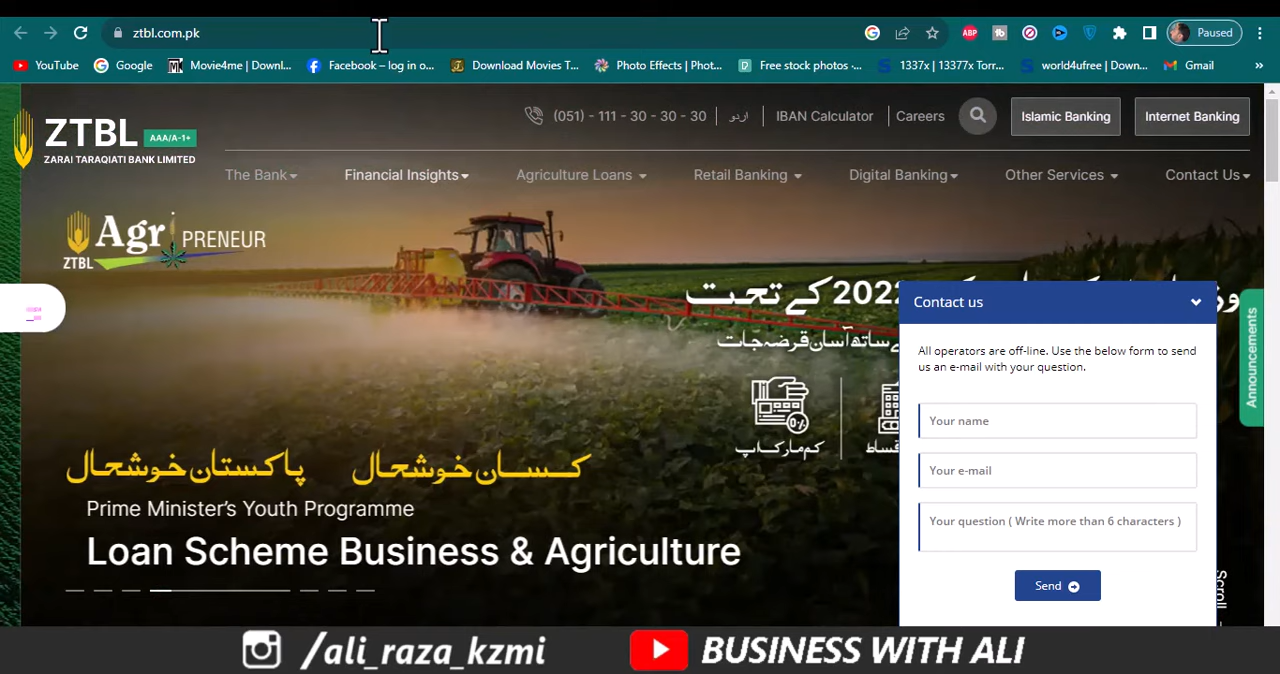 ztbl.com.pk
Paused
YouTube
Google
Movie4me | Downl...
Facebook – log in o...
Download Movies T...
Photo Effects | Phot...
Free stock photos ·...
1337x | 13377x Torr...
world4ufree | Down...
Gmail
»
(051) - 111 - 30 - 30 - 30
اردو
IBAN Calculator
Careers
Islamic Banking
Internet Banking
ZTBL AAA/A-1+
ZARAI TARAQIATI BANK LIMITED
The Bank
Financial Insights
Agriculture Loans
Retail Banking
Digital Banking
Other Services
Contact Us
ZTBL
Agri PRENEUR
2022 کے تحت
ساتھ آسان قرضہ جات
کم مارک اپ
Contact us
All operators are off-line. Use the below form to send
us an e-mail with your question.
Your name
Your e-mail
Your question ( Write more than 6 characters )
Send
Announcements
Scroll
کسان خوشحال پاکستان خوشحال
Prime Minister's Youth Programme
Loan Scheme Business & Agriculture
/ali_raza_kzmi
BUSINESS WITH ALI